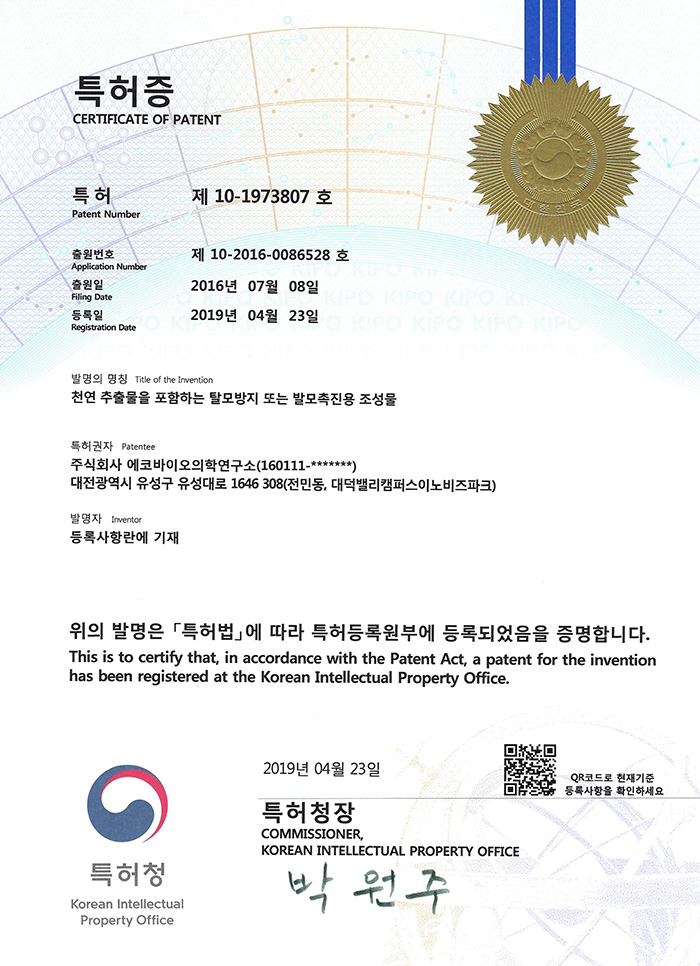 특허증
CERTIFICATE OF PATENT
특허 제 10-1973807 호
Patent Number
출원번호 제 10-2016-0086528 호
Application Number
출원일 2016년 07월 08일
Filing Date
등록일 2019년 04월 23일
Registration Date
KIPO KIPO KIPO KIPO KIPO
발명의 명칭 Title of the Invention
천연 추출물을 포함하는 탈모방지 또는 발모촉진용 조성물
특허권자 Patentee
주식회사 에코바이오의학연구소(160111-*******)
대전광역시 유성구 유성대로 1646 308(전민동, 대덕밸리캠퍼스이노비즈파크)
발명자 Inventor
등록사항란에 기재
위의 발명은 「특허법」에 따라 특허등록원부에 등록되었음을 증명합니다.
This is to certify that, in accordance with the Patent Act, a patent for the invention
has been registered at the Korean Intellectual Property Office.
2019년 04월 23일
QR코드로 현재기준
등록사항을 확인하세요
특허청장
COMMISSIONER,
KOREAN INTELLECTUAL PROPERTY OFFICE
박원주
특허청
Korean Intellectual
Property Office
대한민국